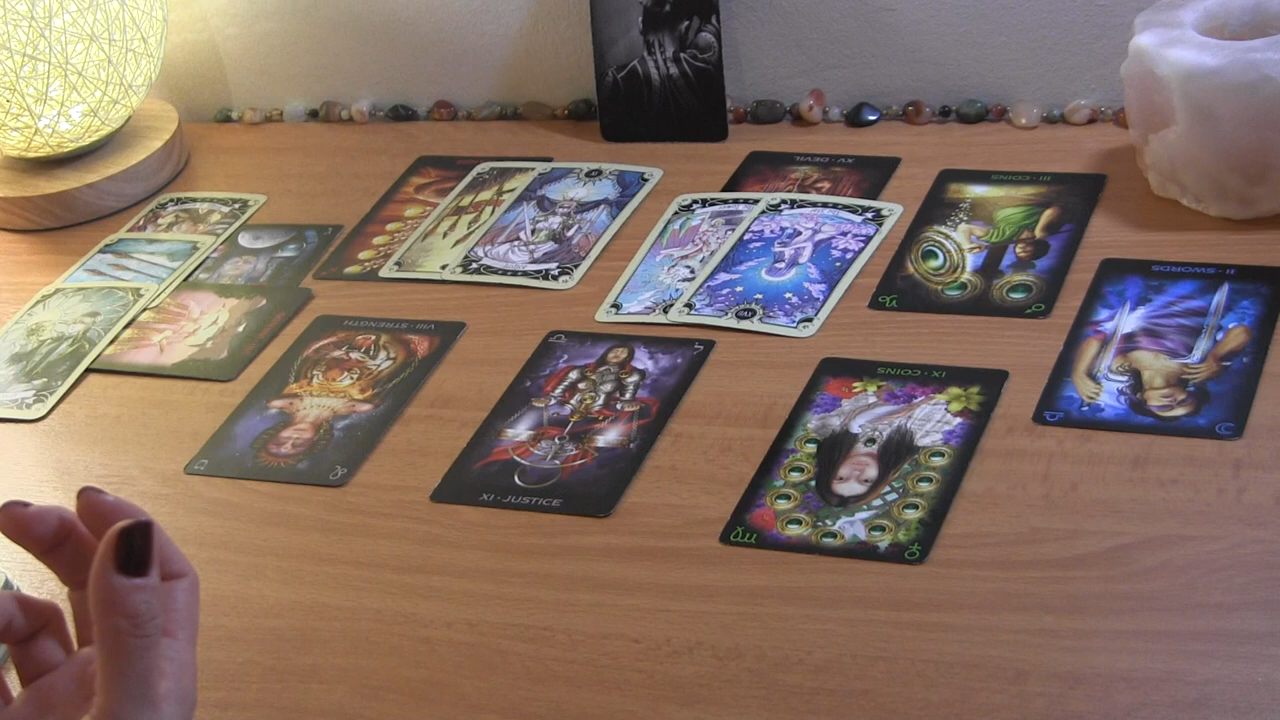 XV · DEVIL
III · COINS
II · SWORDS
VIII · STRENGTH
IX · COINS
XI · JUSTICE